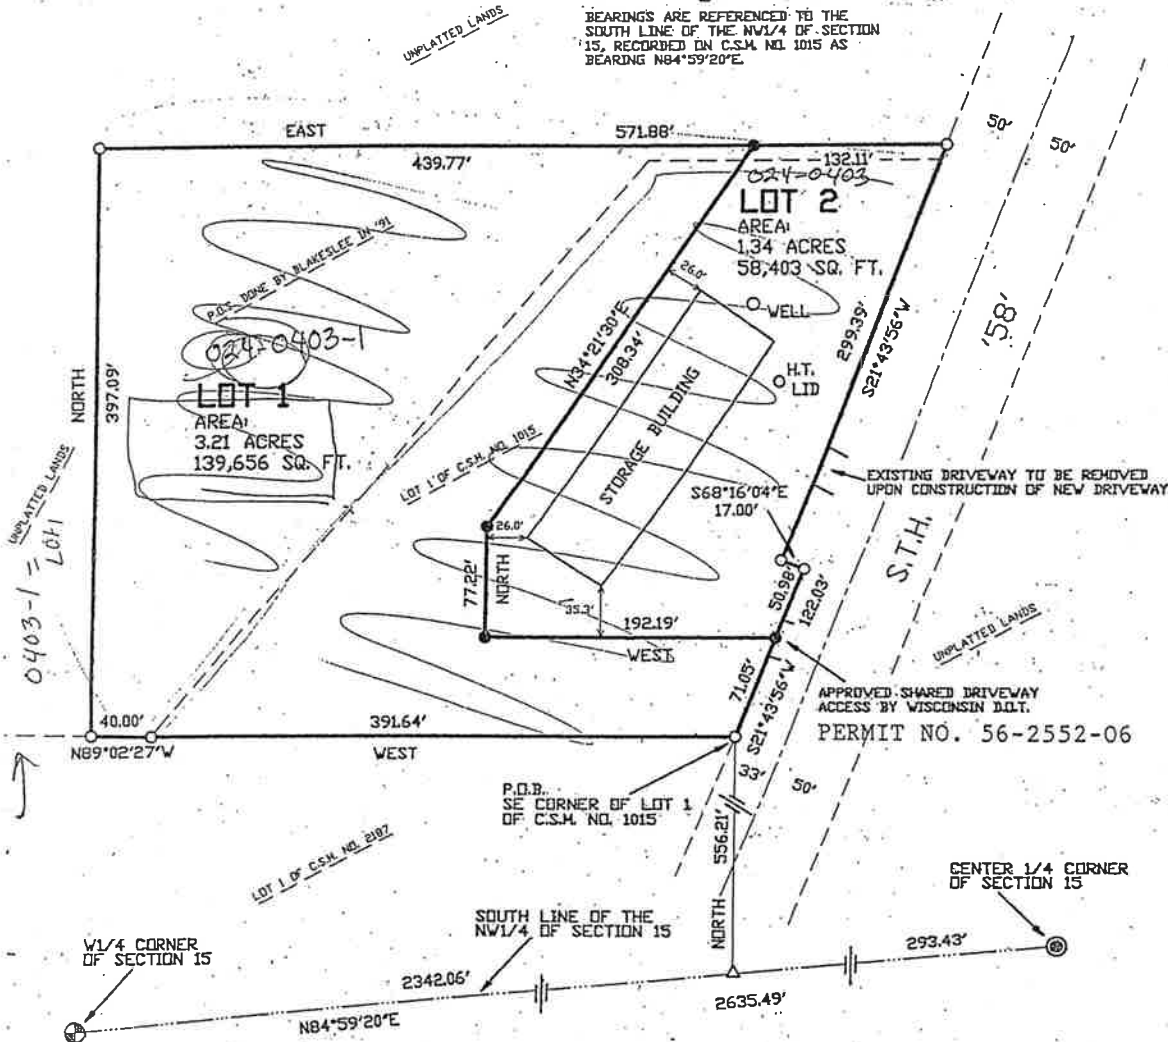 BEARINGS ARE REFERENCED TO THE
SOUTH LINE OF THE NW1/4 OF SECTION
15, RECORDED ON C.S.M. NO. 1015 AS
BEARING N84°59'20"E.
UNPLATTED LANDS
EAST
571.88'
439.77'
132.11'
50'
50'
024-0403
LOT 2
AREA:
1.34 ACRES
58,403 SQ. FT.
P.O.S. DONE BY BLAKESLEE IN '91
26.0'
WELL
299.39'
S21°43'56"W
'58'
024-0403-1
LOT 1
AREA:
3.21 ACRES
139,656 SQ. FT.
NORTH
397.09'
N34°21'30"E
308.34'
H.T.
LID
STORAGE BUILDING
LOT 1 OF C.S.M. NO. 1015
UNPLATTED LANDS
0403-1 =
LOT 1
S68°16'04"E
17.00'
EXISTING DRIVEWAY TO BE REMOVED
UPON CONSTRUCTION OF NEW DRIVEWAY
S.T.H.
26.0'
77.22'
NORTH
35.3'
192.19'
WEST
50.98'
122.03'
UNPLATTED LANDS
71.05'
S21°43'56"W
APPROVED SHARED DRIVEWAY
ACCESS BY WISCONSIN D.O.T.
PERMIT NO. 56-2552-06
40.00'
N89°02'27"W
391.64'
WEST
33'
50'
P.O.B.
SE CORNER OF LOT 1
OF C.S.M. NO. 1015
556.21'
NORTH
LOT 1 OF C.S.M. NO. 2187
CENTER 1/4 CORNER
OF SECTION 15
SOUTH LINE OF THE
NW1/4 OF SECTION 15
W1/4 CORNER
OF SECTION 15
293.43'
2342.06'
2635.49'
N84°59'20"E